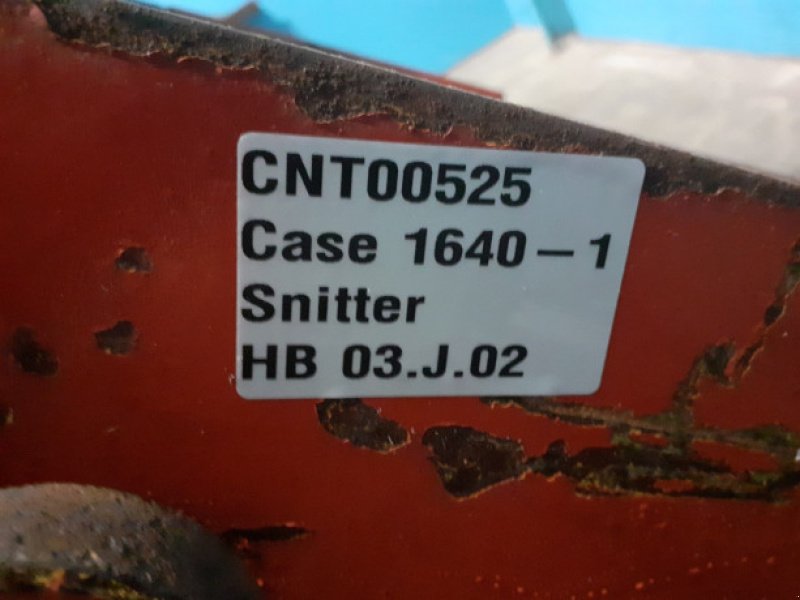 CNT00525
Case 1640-1
Snitter
HB 03.J.02